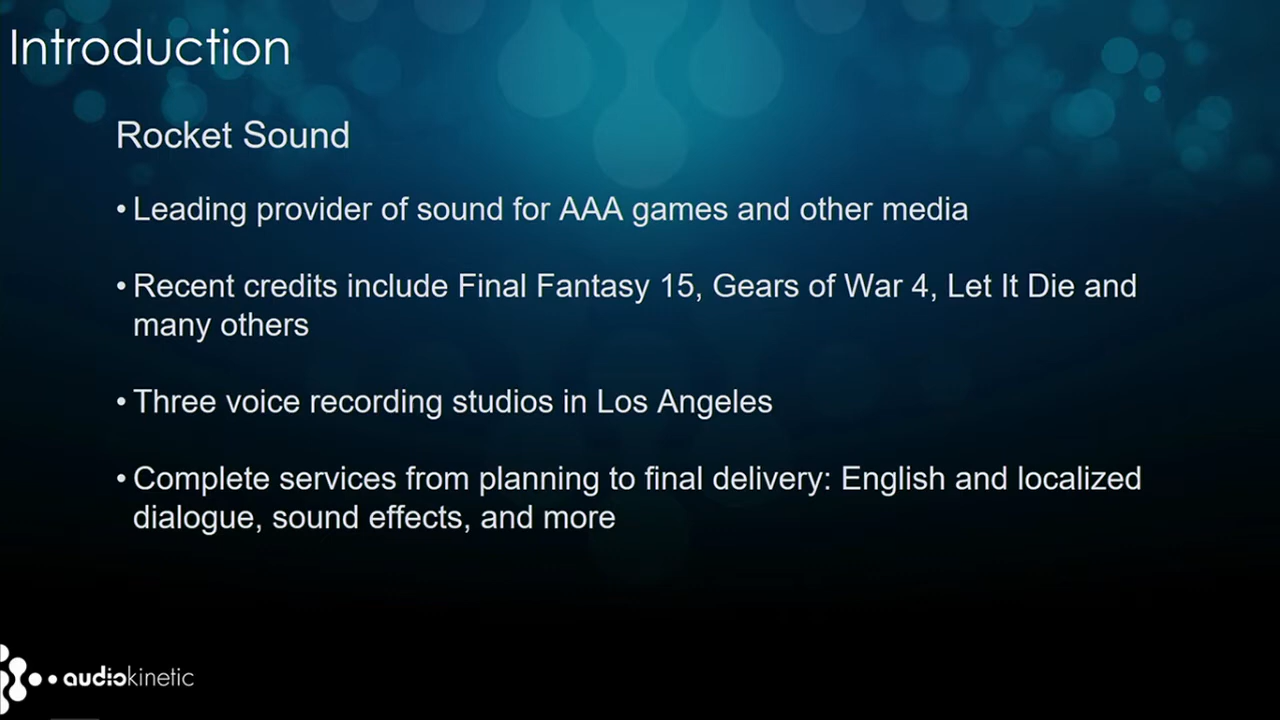 Introduction
Rocket Sound
• Leading provider of sound for AAA games and other media
• Recent credits include Final Fantasy 15, Gears of War 4, Let It Die and
many others
• Three voice recording studios in Los Angeles
• Complete services from planning to final delivery: English and localized
dialogue, sound effects, and more
audiokinetic